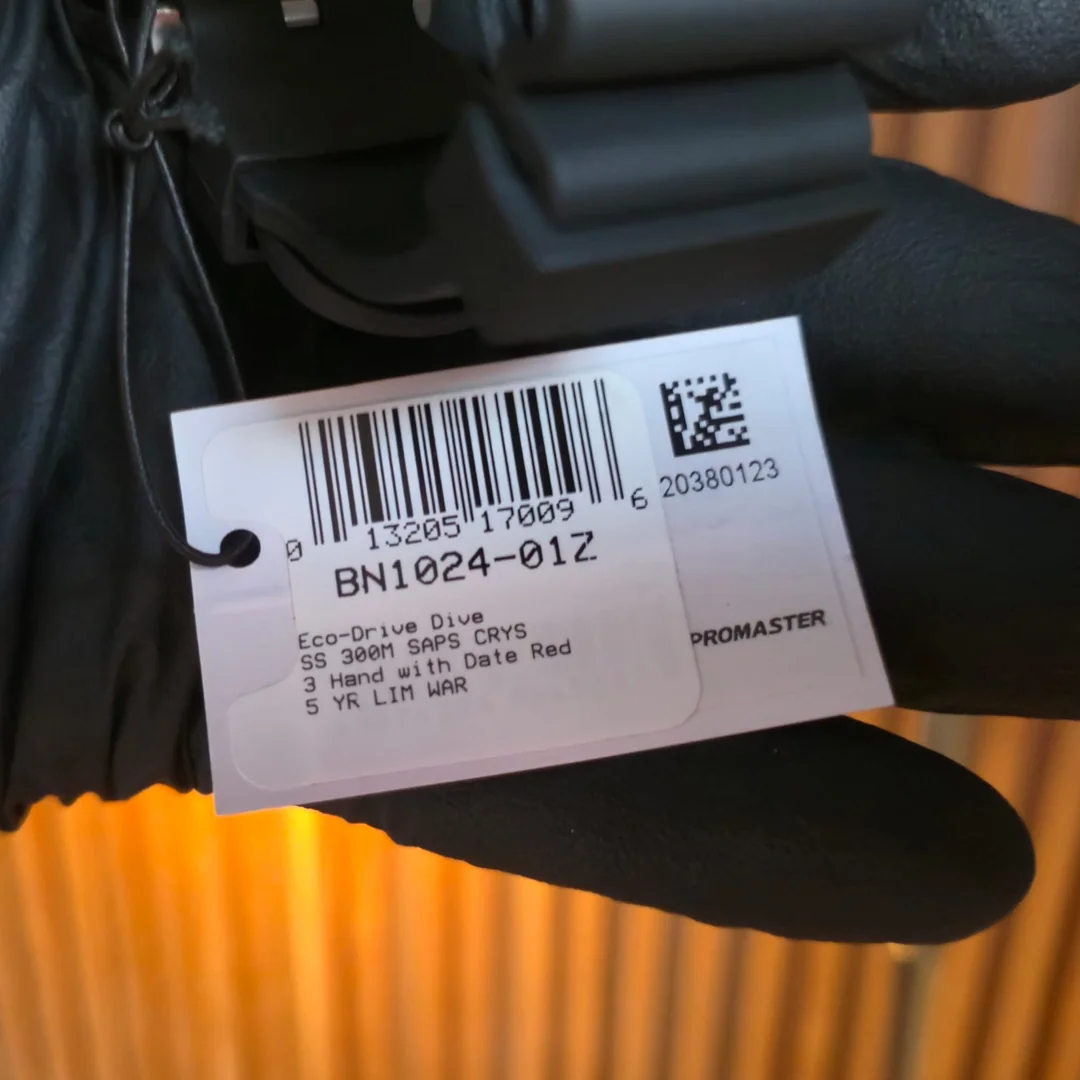 0 13205 17009 6
20380123
BN1024-01Z
Eco-Drive Dive
SS 300M SAPS CRYS
3 Hand with Date Red
5 YR LIM WAR
PROMASTER